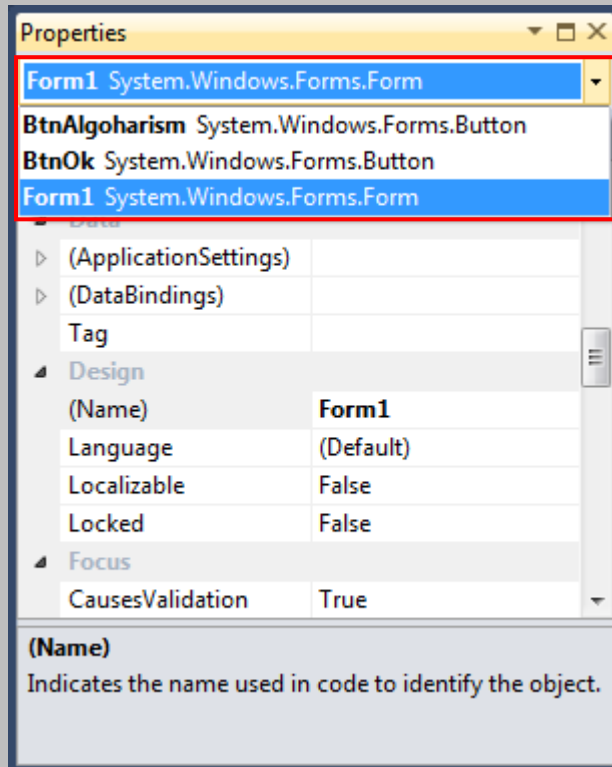 Properties
Form1 System.Windows.Forms.Form
BtnAlgoharism System.Windows.Forms.Button
BtnOk System.Windows.Forms.Button
Form1 System.Windows.Forms.Form
Data
(ApplicationSettings)
(DataBindings)
Tag
Design
(Name) Form1
Language (Default)
Localizable False
Locked False
Focus
CausesValidation True
(Name)
Indicates the name used in code to identify the object.